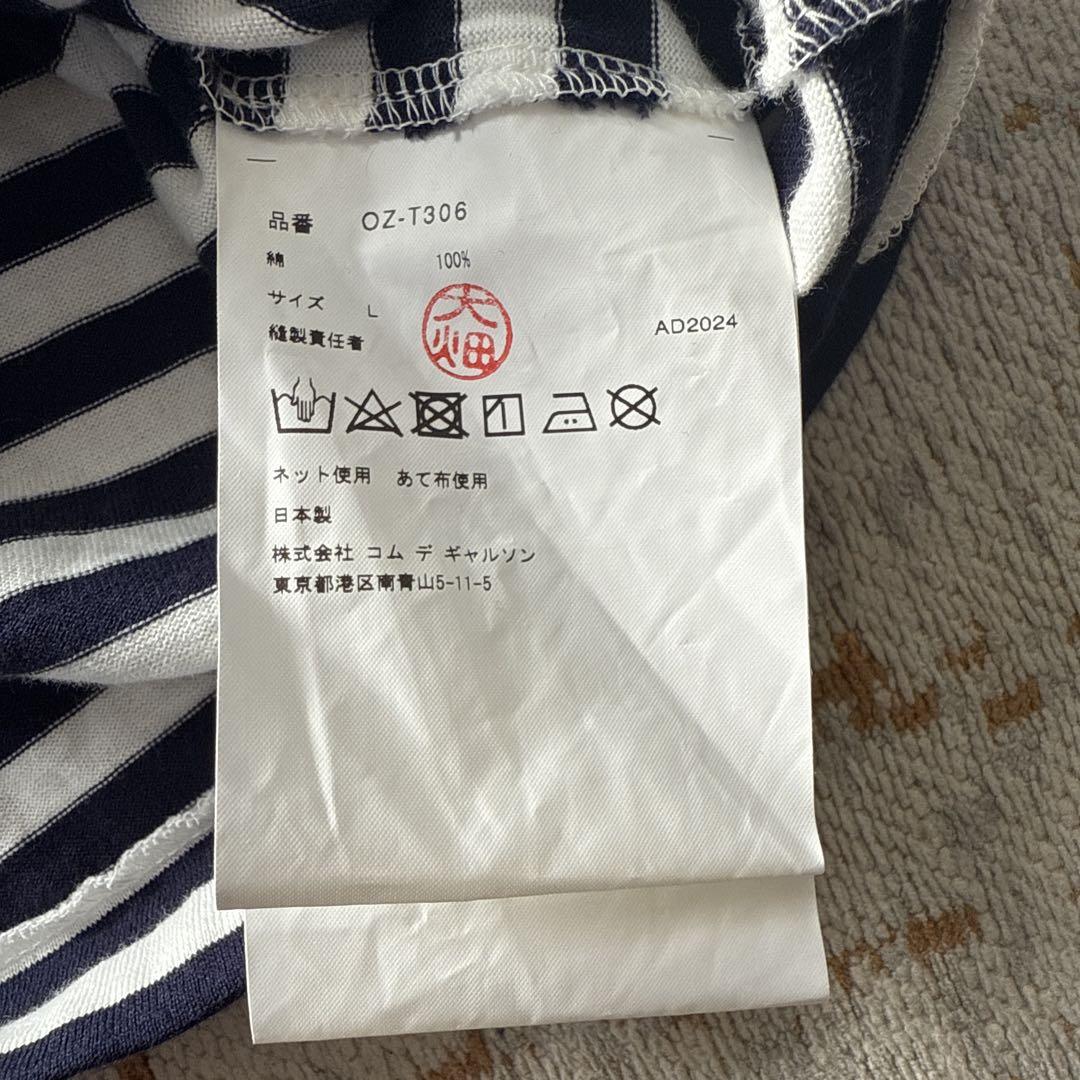 品番 OZ-T306
綿 100%
サイズ L
縫製責任者 大畑 AD2024
ネット使用 あて布使用
日本製
株式会社 コム デ ギャルソン
東京都港区南青山5-11-5